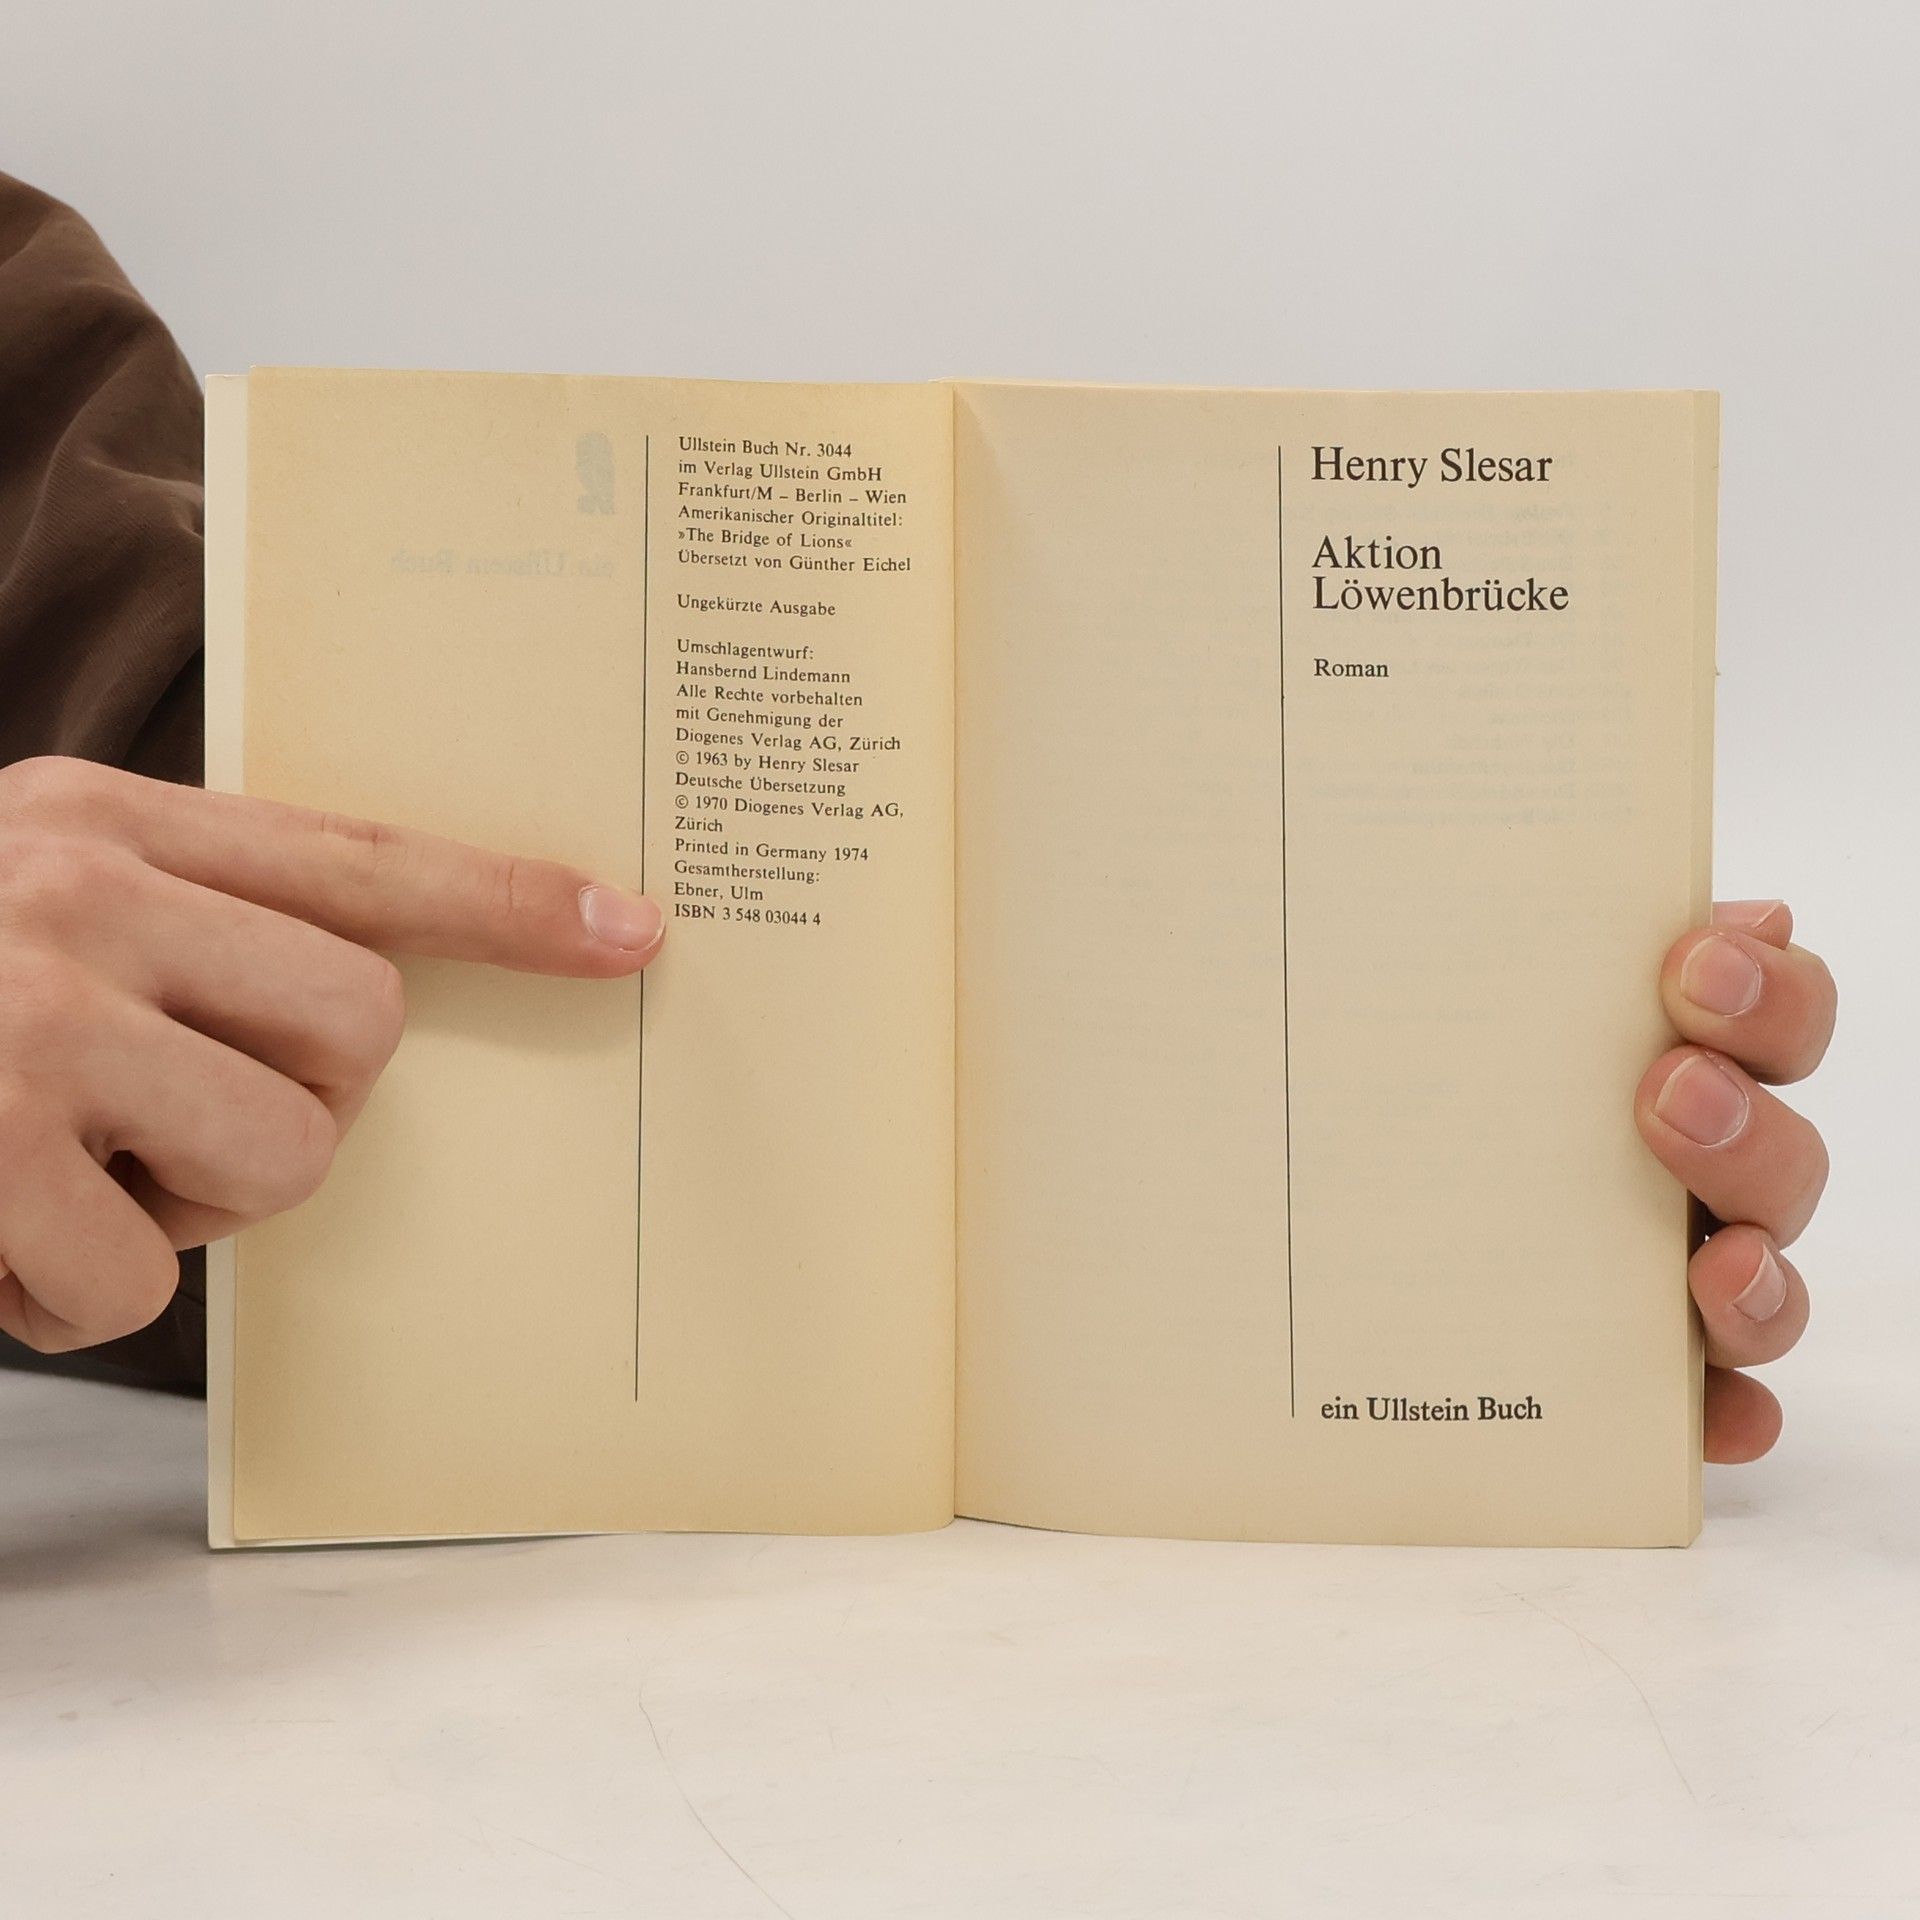 Ullstein Buch Nr. 3044
im Verlag Ullstein GmbH
Frankfurt/M – Berlin – Wien
Amerikanischer Originaltitel:
»The Bridge of Lions«
Übersetzt von Günther Eichel
Ungekürzte Ausgabe
Umschlagentwurf:
Hansbernd Lindemann
Alle Rechte vorbehalten
mit Genehmigung der
Diogenes Verlag AG, Zürich
© 1963 by Henry Slesar
Deutsche Übersetzung
© 1970 Diogenes Verlag AG,
Zürich
Printed in Germany 1974
Gesamtherstellung:
Ebner, Ulm
ISBN 3 548 03044 4
Henry Slesar
Aktion
Löwenbrücke
Roman
ein Ullstein Buch